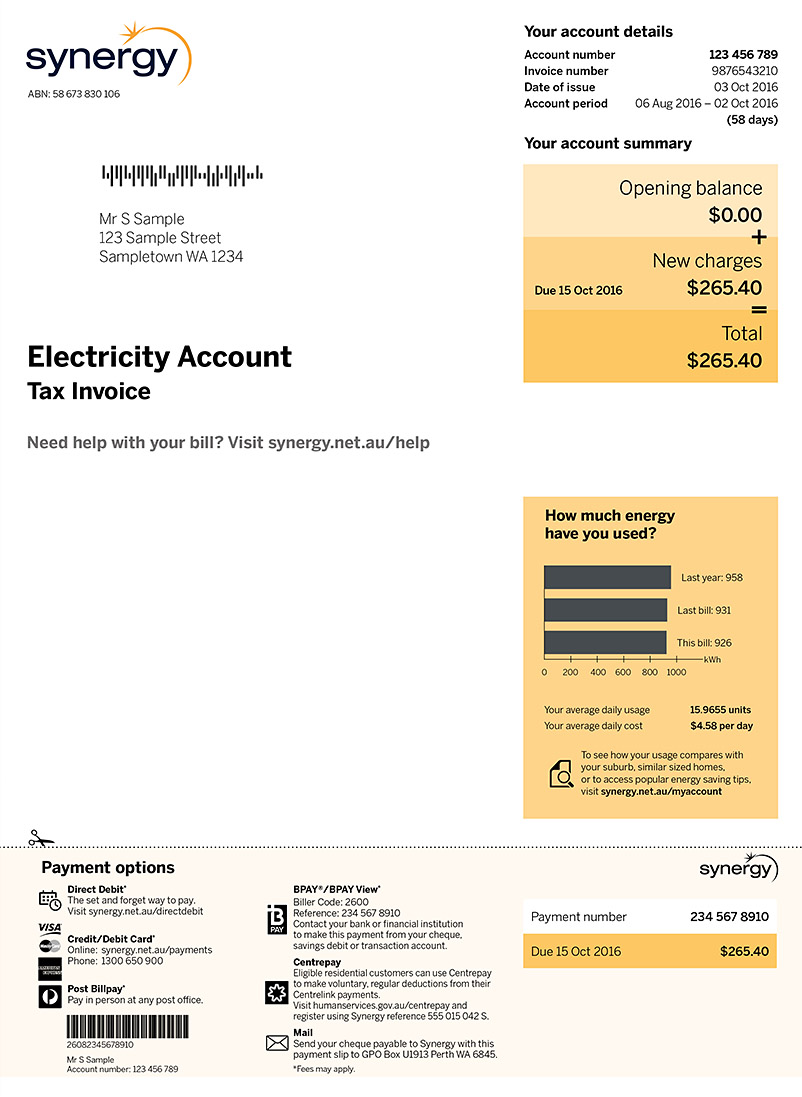 synergy
ABN: 58 673 830 106
Your account details
Account number 123 456 789
Invoice number 9876543210
Date of issue 03 Oct 2016
Account period 06 Aug 2016 – 02 Oct 2016
(58 days)
Your account summary
Opening balance
$0.00
+
New charges
Due 15 Oct 2016 $265.40
=
Total
$265.40
Mr S Sample
123 Sample Street
Sampletown WA 1234
Electricity Account
Tax Invoice
Need help with your bill? Visit synergy.net.au/help
How much energy
have you used?
Last year: 958
Last bill: 931
This bill: 926
kWh
0 200 400 600 800 1000
Your average daily usage 15.9655 units
Your average daily cost $4.58 per day
To see how your usage compares with
your suburb, similar sized homes,
or to access popular energy saving tips,
visit synergy.net.au/myaccount
Payment options
Direct Debit*
The set and forget way to pay.
Visit synergy.net.au/directdebit
VISA
Credit/Debit Card*
Online: synergy.net.au/payments
Phone: 1300 650 900
Post Billpay*
Pay in person at any post office.
26082345678910
Mr S Sample
Account number: 123 456 789
BPAY®/BPAY View*
Biller Code: 2600
Reference: 234 567 8910
Contact your bank or financial institution
to make this payment from your cheque,
savings debit or transaction account.
B
PAY
Centrepay
Eligible residential customers can use Centrepay
to make voluntary, regular deductions from their
Centrelink payments.
Visit humanservices.gov.au/centrepay and
register using Synergy reference 555 015 042 S.
Mail
Send your cheque payable to Synergy with this
payment slip to GPO Box U1913 Perth WA 6845.
*Fees may apply.
synergy
Payment number 234 567 8910
Due 15 Oct 2016 $265.40